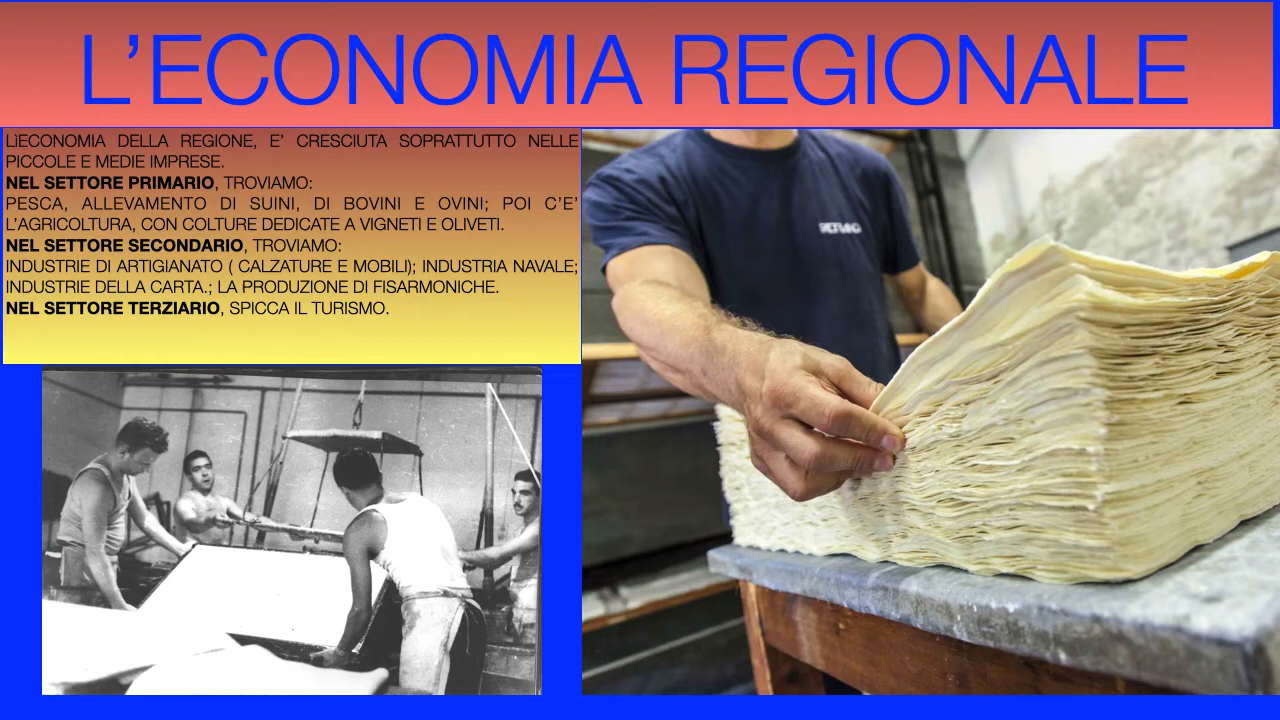 L'ECONOMIA REGIONALE
L'ECONOMIA DELLA REGIONE, E' CRESCIUTA SOPRATTUTTO NELLE
PICCOLE E MEDIE IMPRESE.
NEL SETTORE PRIMARIO, TROVIAMO:
PESCA, ALLEVAMENTO DI SUINI, DI BOVINI E OVINI; POI C'E'
L'AGRICOLTURA, CON COLTURE DEDICATE A VIGNETI E OLIVETI.
NEL SETTORE SECONDARIO, TROVIAMO:
INDUSTRIE DI ARTIGIANATO ( CALZATURE E MOBILI); INDUSTRIA NAVALE;
INDUSTRIE DELLA CARTA.; LA PRODUZIONE DI FISARMONICHE.
NEL SETTORE TERZIARIO, SPICCA IL TURISMO.